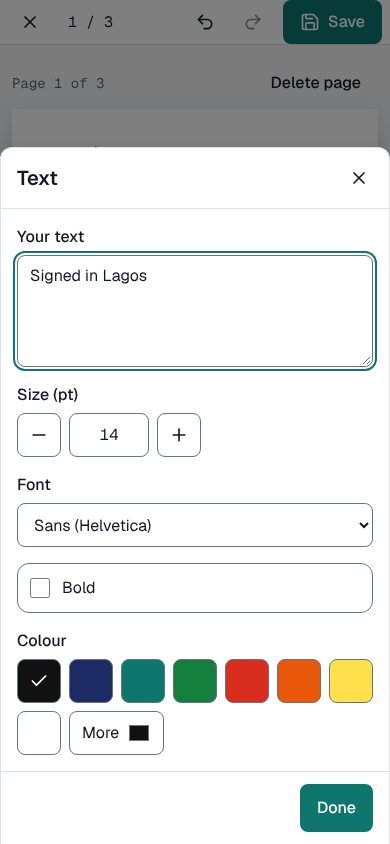 1 / 3
Save
Page 1 of 3
Delete page
Text
Your text
Signed in Lagos
Size (pt)
14
Font
Sans (Helvetica)
Bold
Colour
More
Done